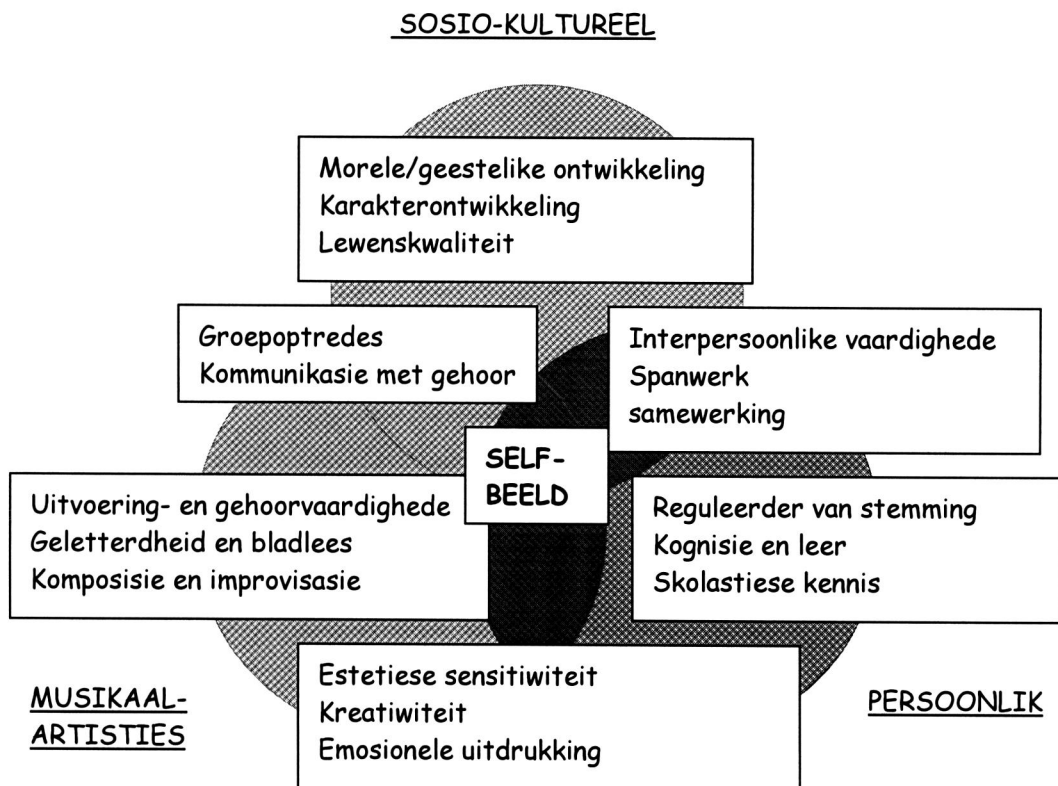 SOSIO-KULTUREEL
Morele/geestelike ontwikkeling
Karakterontwikkeling
Lewenskwaliteit
Groepoptredes
Kommunikasie met gehoor
Interpersoonlike vaardighede
Spanwerk
samewerking
SELF-
BEELD
Uitvoering- en gehoorvaardighede
Geletterdheid en bladlees
Komposisie en improvisasie
Reguleerder van stemming
Kognisie en leer
Skolastiese kennis
Estetiese sensitiwiteit
Kreatiwiteit
Emosionele uitdrukking
MUSIKAAL-
ARTISTIES
PERSOONLIK